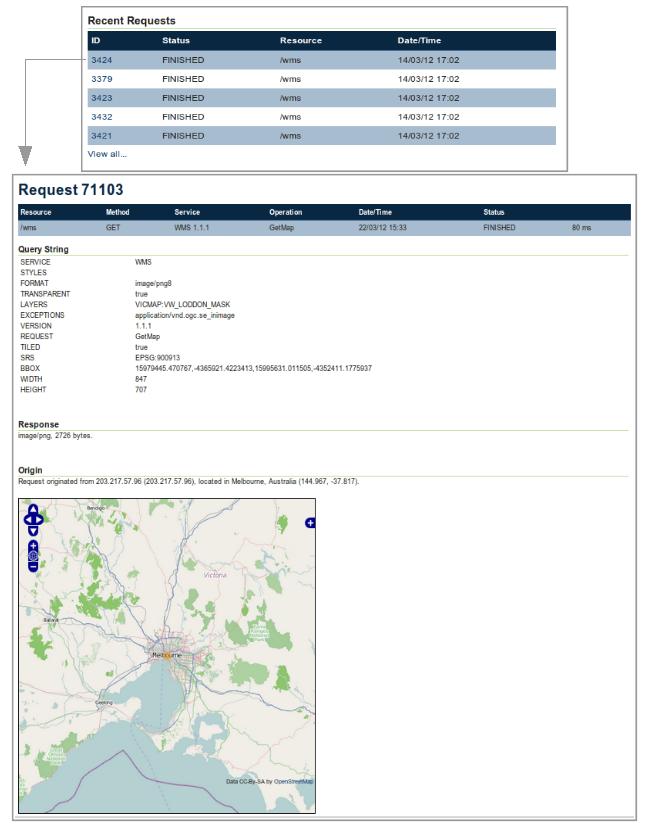 Recent Requests
ID Status Resource Date/Time
3424 FINISHED /wms 14/03/12 17:02
3379 FINISHED /wms 14/03/12 17:02
3423 FINISHED /wms 14/03/12 17:02
3432 FINISHED /wms 14/03/12 17:02
3421 FINISHED /wms 14/03/12 17:02
View all...
Request 71103
Resource Method Service Operation Date/Time Status
/wms GET WMS 1.1.1 GetMap 22/03/12 15:33 FINISHED 80 ms
Query String
SERVICE WMS
STYLES
FORMAT image/png8
TRANSPARENT true
LAYERS VICMAP:VW_LODDON_MASK
EXCEPTIONS application/vnd.ogc.se_inimage
VERSION 1.1.1
REQUEST GetMap
TILED true
SRS EPSG:900913
BBOX 15979445.470767,-4365921.4223413,15995631.011505,-4352411.1775937
WIDTH 847
HEIGHT 707
Response
image/png, 2726 bytes.
Origin
Request originated from 203.217.57.96 (203.217.57.96), located in Melbourne, Australia (144.967, -37.817).
Bendigo
Victoria
Ballarat
Melbourne
Geelong
Data CC-By-SA by OpenStreetMap